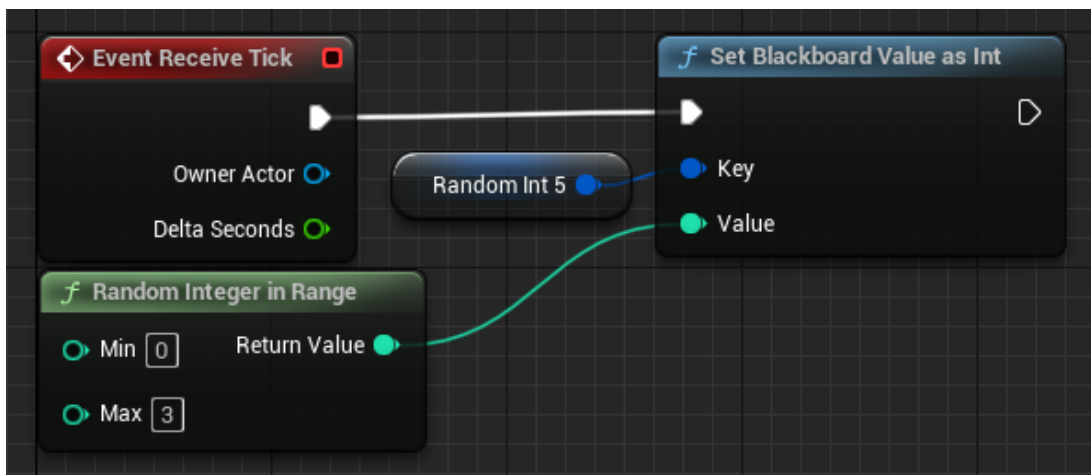 Event Receive Tick
Owner Actor
Delta Seconds
Random Int 5
f Set Blackboard Value as Int
Key
Value
f Random Integer in Range
Min 0
Return Value
Max 3